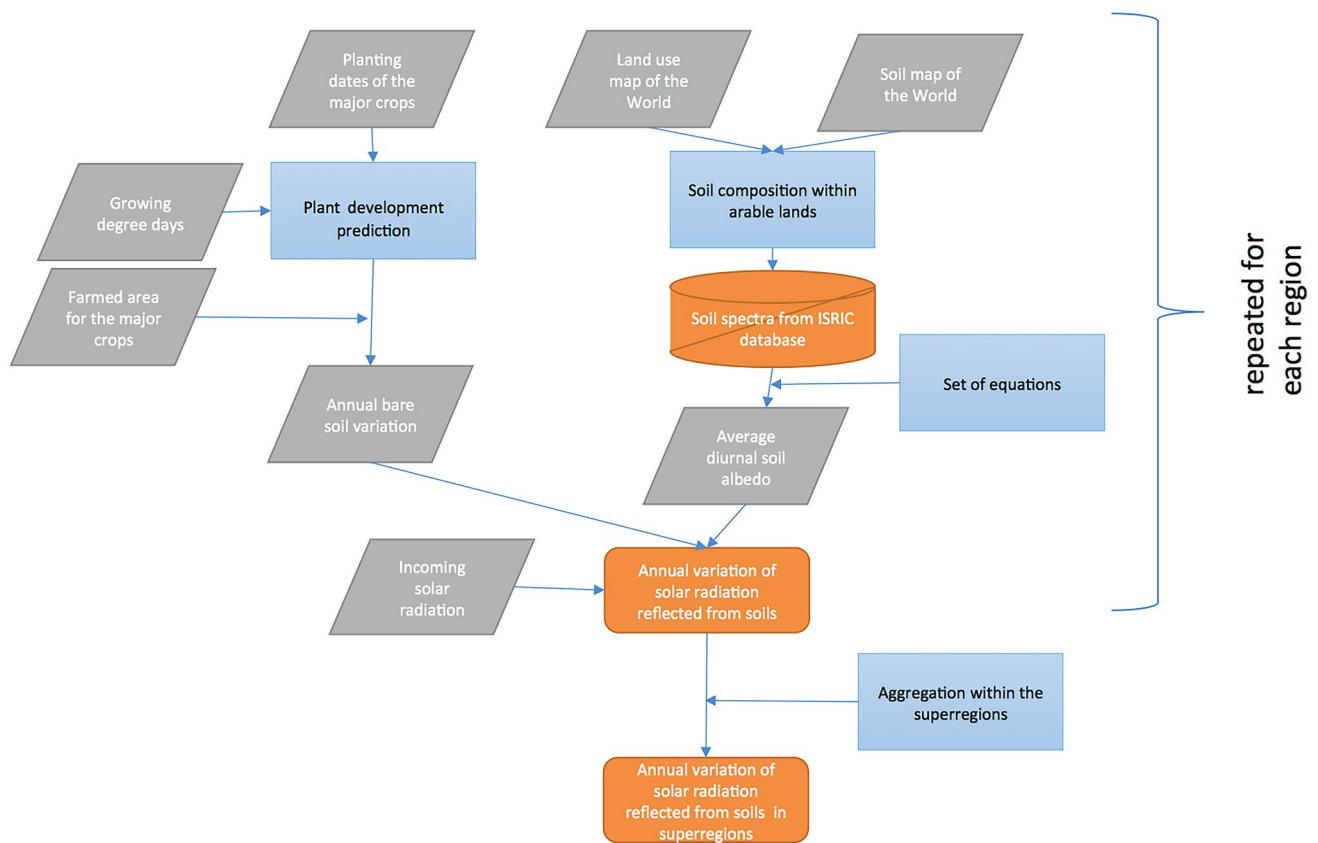 Planting
dates of the
major crops
Land use
map of the
World
Soil map of
the World
Growing
degree days
Plant development
prediction
Soil composition within
arable lands
Farmed area
for the major
crops
Soil spectra from ISRIC
database
Set of equations
repeated for
each region
Annual bare
soil variation
Average
diurnal soil
albedo
Incoming
solar
radiation
Annual variation of
solar radiation
reflected from soils
Aggregation within the
superregions
Annual variation of
solar radiation
reflected from soils in
superregions